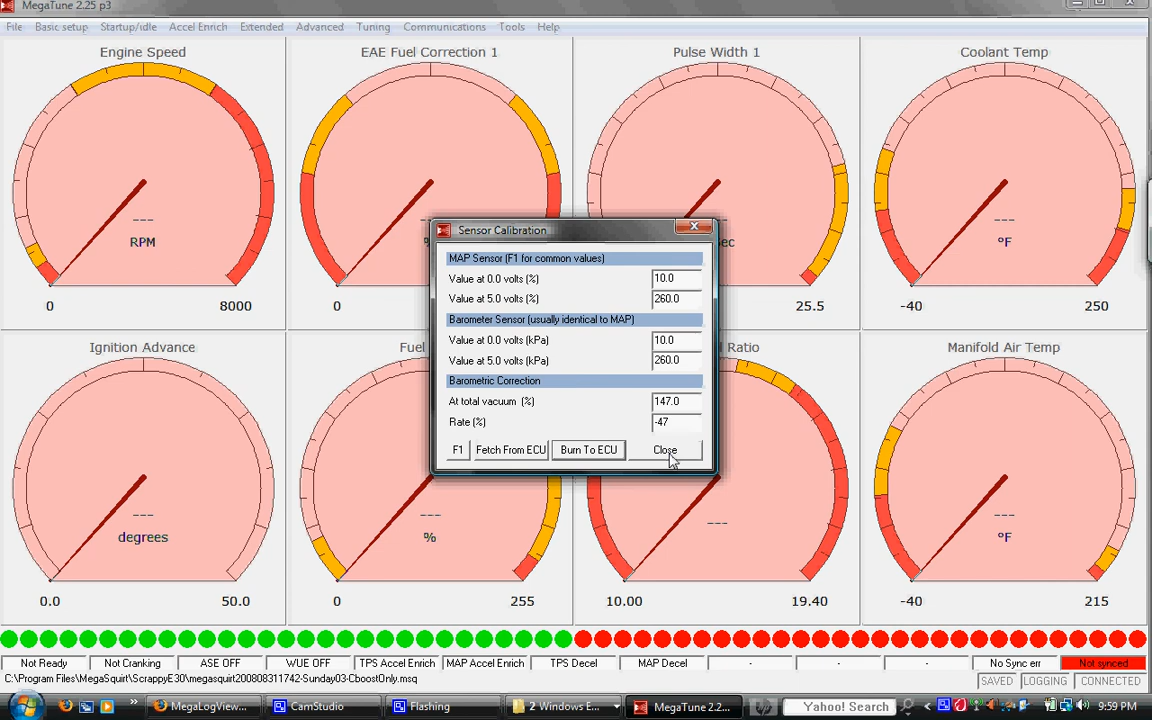 MegaTune 2.25 p3
File Basic setup Startup/idle Accel Enrich Extended Advanced Tuning Communications Tools Help
Engine Speed EAE Fuel Correction 1 Pulse Width 1 Coolant Temp
--- --- ---
RPM sec °F
0 8000 0 25.5 -40 250
Sensor Calibration
MAP Sensor (F1 for common values)
Value at 0.0 volts (%) 10.0
Value at 5.0 volts (%) 260.0
Barometer Sensor (usually identical to MAP)
Value at 0.0 volts (kPa) 10.0
Value at 5.0 volts (kPa) 260.0
Barometric Correction
At total vacuum (%) 147.0
Rate (%) -47
F1 Fetch From ECU Burn To ECU Close
Ignition Advance Fuel Ratio Manifold Air Temp
--- --- --- ---
degrees % °F
0.0 50.0 0 255 10.00 19.40 -40 215
Not Ready Not Cranking ASE OFF WUE OFF TPS Accel Enrich MAP Accel Enrich TPS Decel MAP Decel - - - No Sync err Not synced
C:\Program Files\MegaSquirt\ScrappyE30\megasquirt200808311742-Sunday03-CboostOnly.msq SAVED LOGGING CONNECTED
MegaLogView... CamStudio Flashing 2 Windows E... MegaTune 2.2... Yahoo! Search 9:59 PM